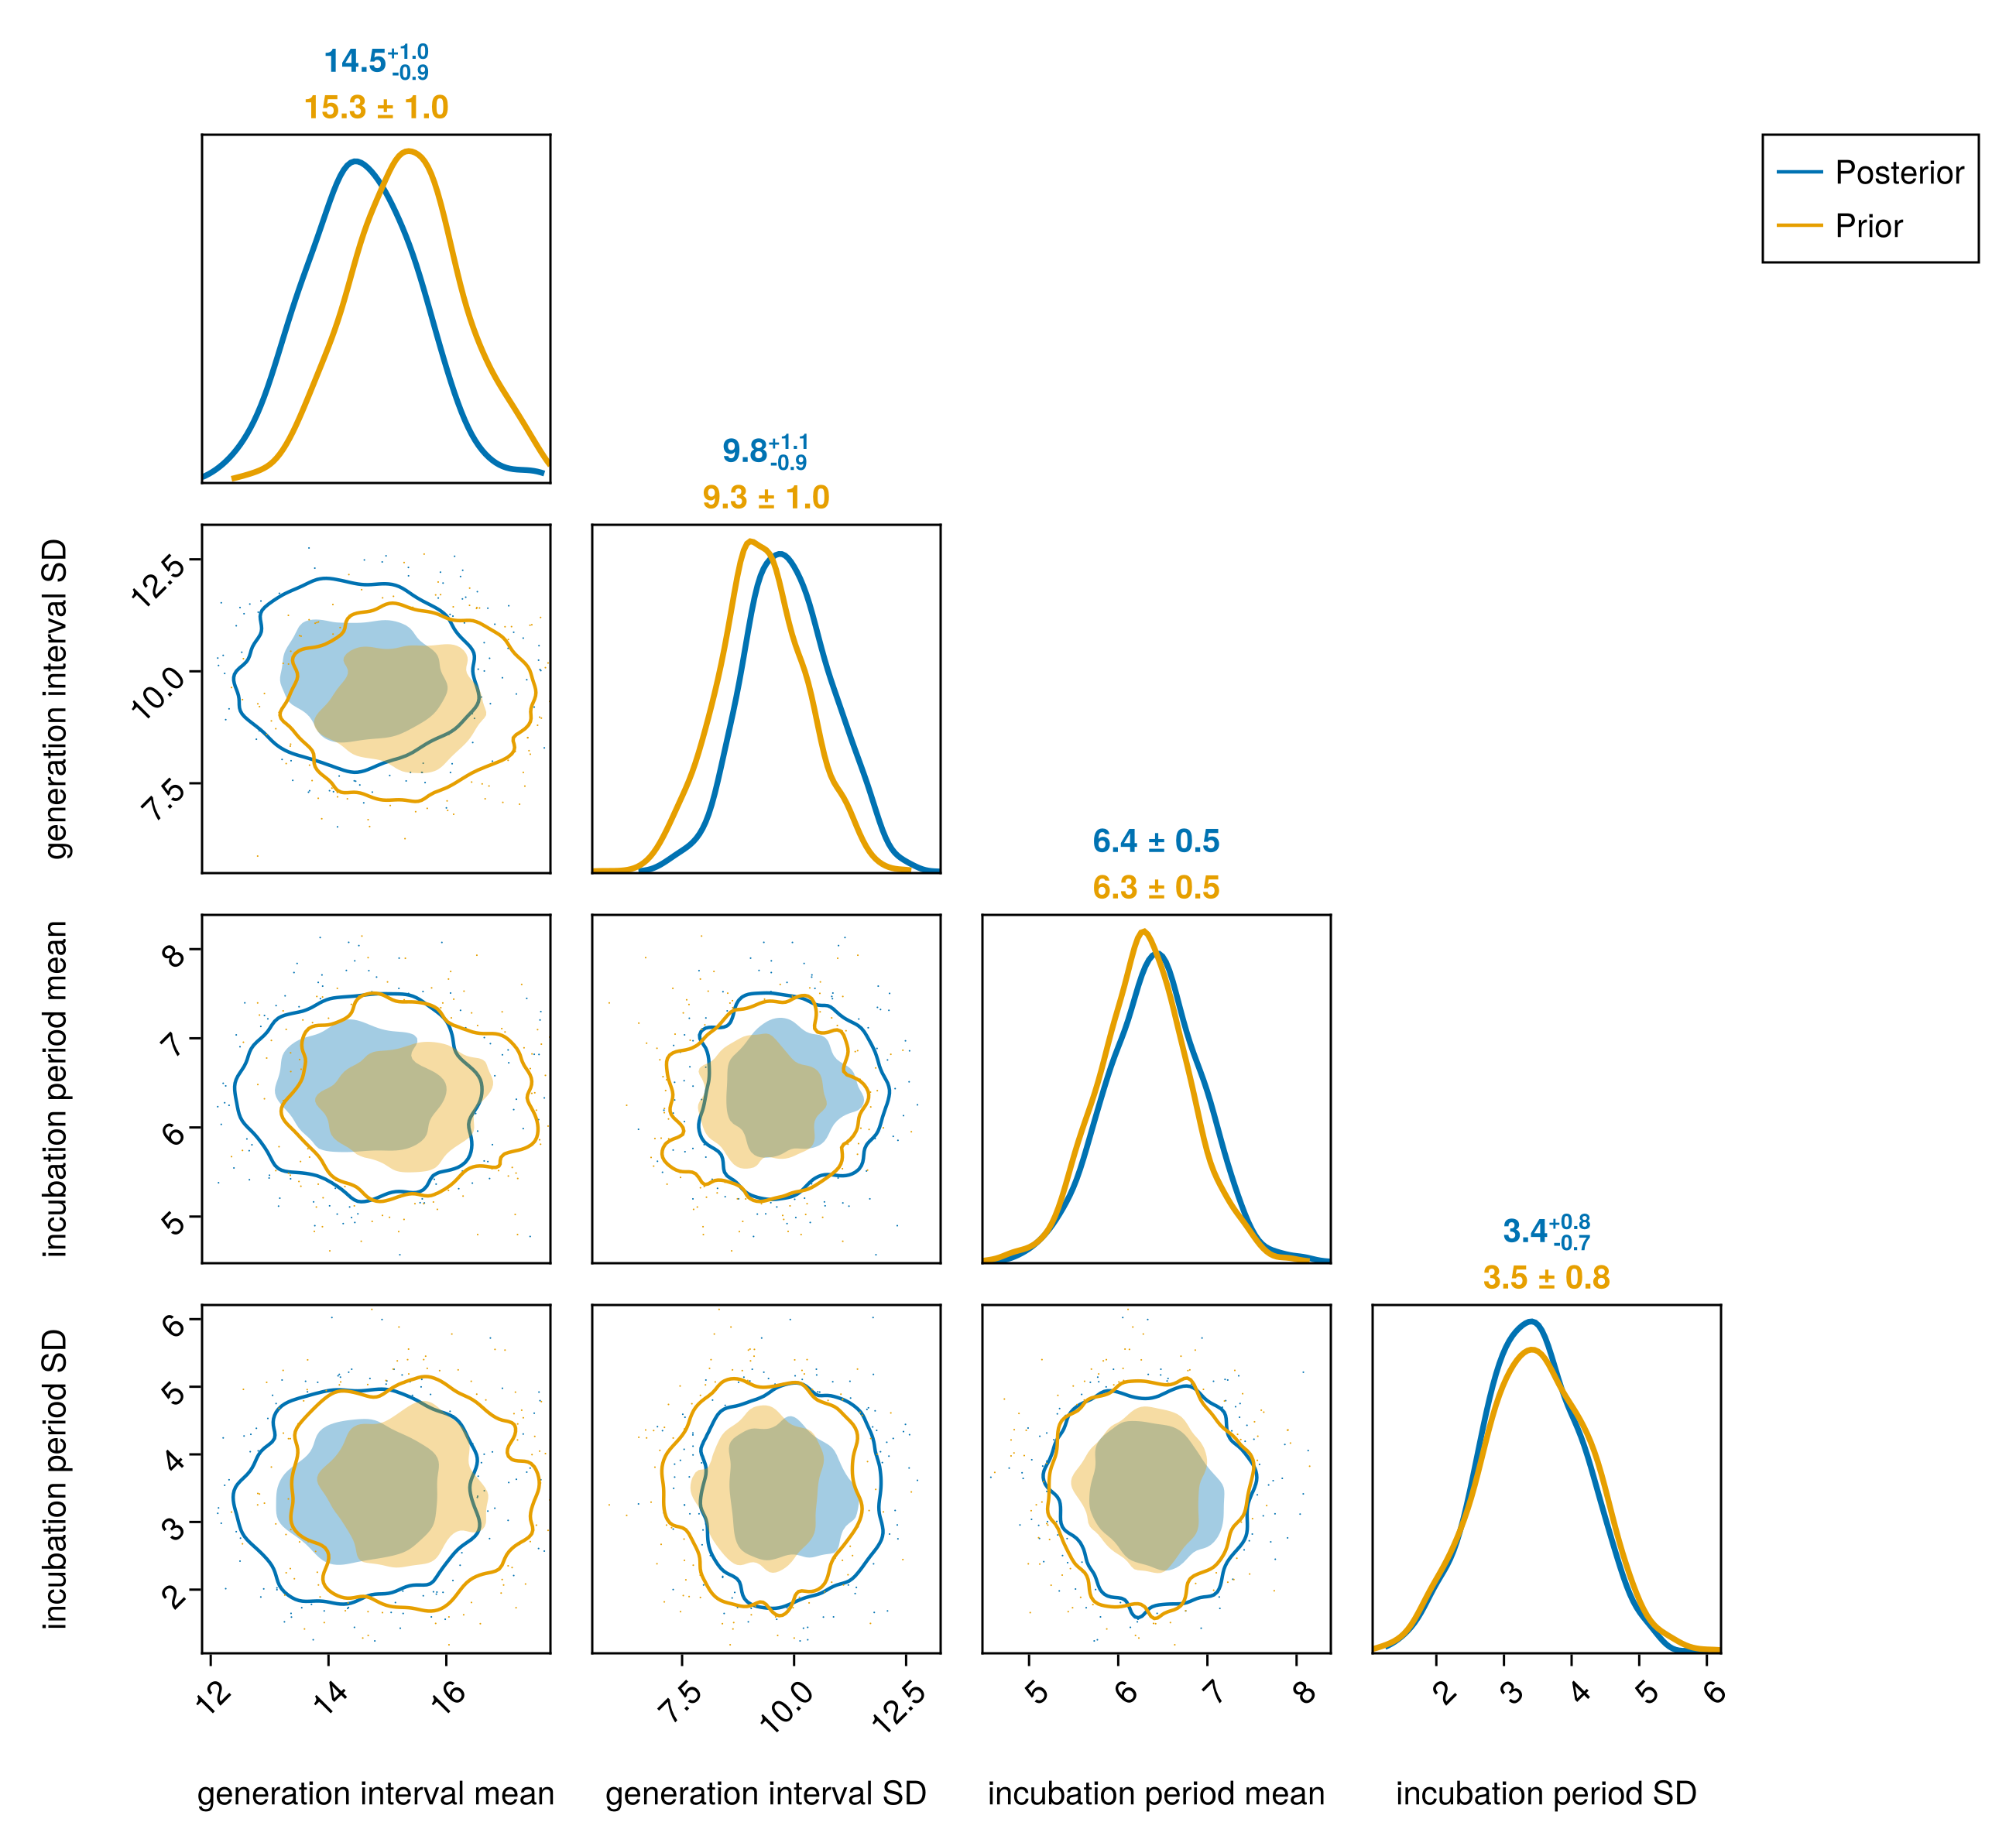 14.5+1.0-0.9
15.3 ± 1.0
Posterior
Prior
9.8+1.1-0.9
9.3 ± 1.0
generation interval SD
12.5
10.0
7.5
6.4 ± 0.5
6.3 ± 0.5
incubation period mean
8
7
6
5
3.4+0.8-0.7
3.5 ± 0.8
incubation period SD
6
5
4
3
2
12 14 16
7.5 10.0 12.5
5 6 7 8
2 3 4 5 6
generation interval mean
generation interval SD
incubation period mean
incubation period SD